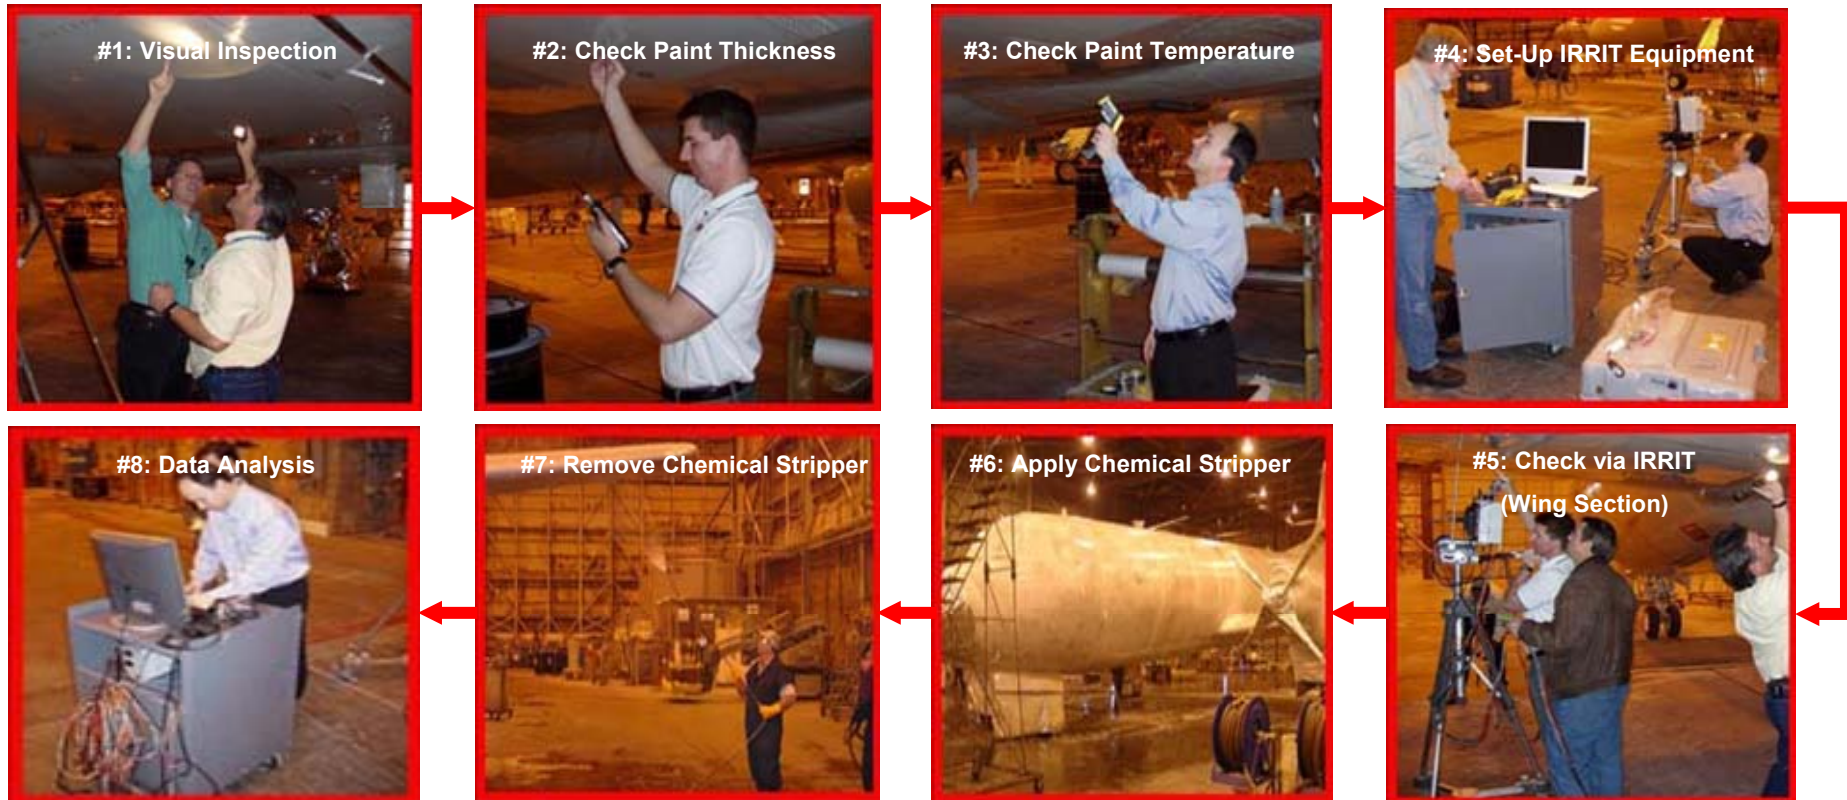 #1: Visual Inspection
#2: Check Paint Thickness
#3: Check Paint Temperature
#4: Set-Up IRRIT Equipment
#5: Check via IRRIT
(Wing Section)
#6: Apply Chemical Stripper
#7: Remove Chemical Stripper
#8: Data Analysis